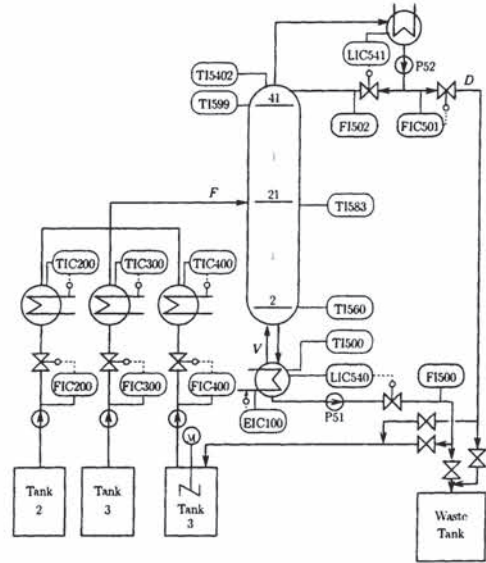 LIC541
P52
TI5402
D
TI599
41
FI502
FIC501
F
21
TI583
TIC200
TIC300
TIC400
2
TI560
V
TI500
FIC200
FIC300
FIC400
LIC540
FI500
EIC100
P51
M
Tank
2
Tank
3
Tank
3
Waste
Tank